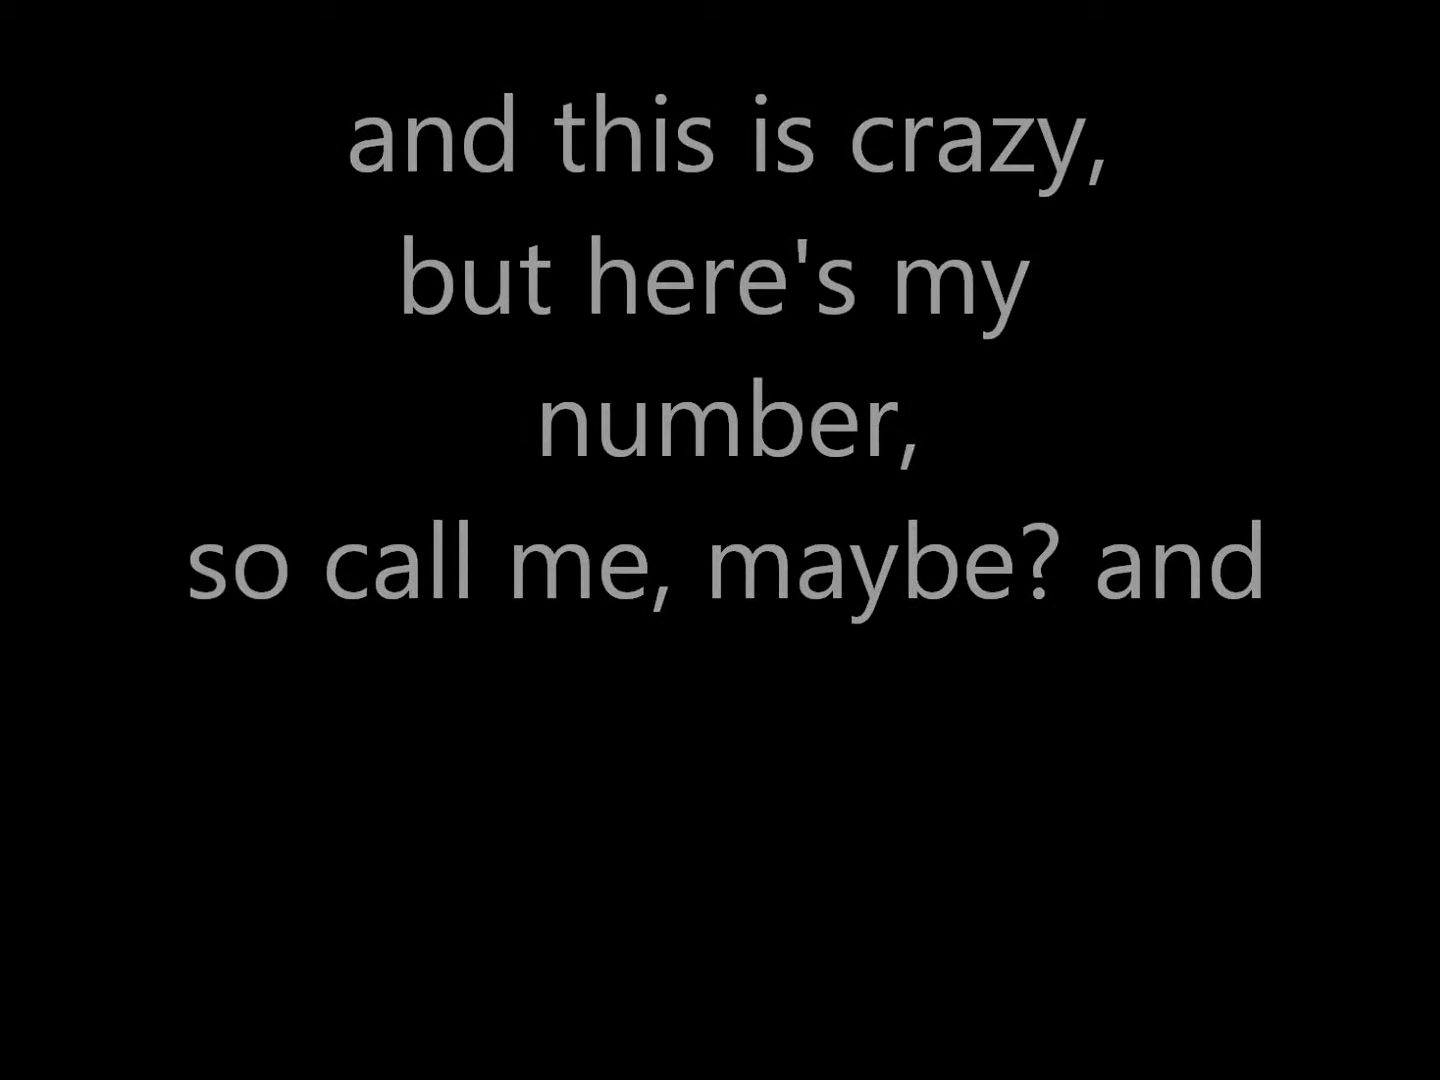 and this is crazy,
but here's my
number,
so call me, maybe? and